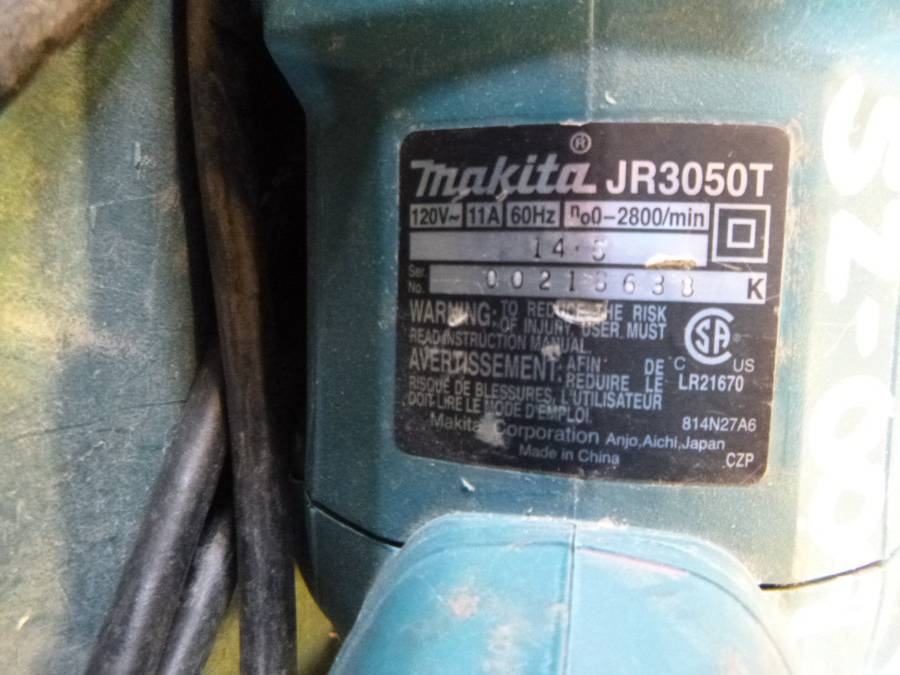 makita® JR3050T
120V~ 11A 60Hz no0-2800/min
Ser. No. K
WARNING: TO REDUCE THE RISK
OF INJURY, USER MUST
READ INSTRUCTION MANUAL.
AVERTISSEMENT: AFIN DE
REDUIRE LE
RISQUE DE BLESSURES, L'UTILISATEUR
DOIT LIRE LE MODE D'EMPLOI.
SA ®
C US
LR21670
814N27A6
Makita Corporation Anjo,Aichi,Japan
Made in China
CZP